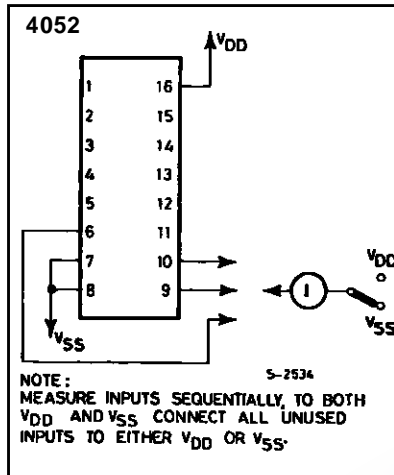 4052
VDD
1 16
2 15
3 14
4 13
5 12
6 11
7 10
8 9
VDD
I
VSS
VSS
S-2534
NOTE:
MEASURE INPUTS SEQUENTIALLY, TO BOTH
VDD AND VSS CONNECT ALL UNUSED
INPUTS TO EITHER VDD OR VSS.